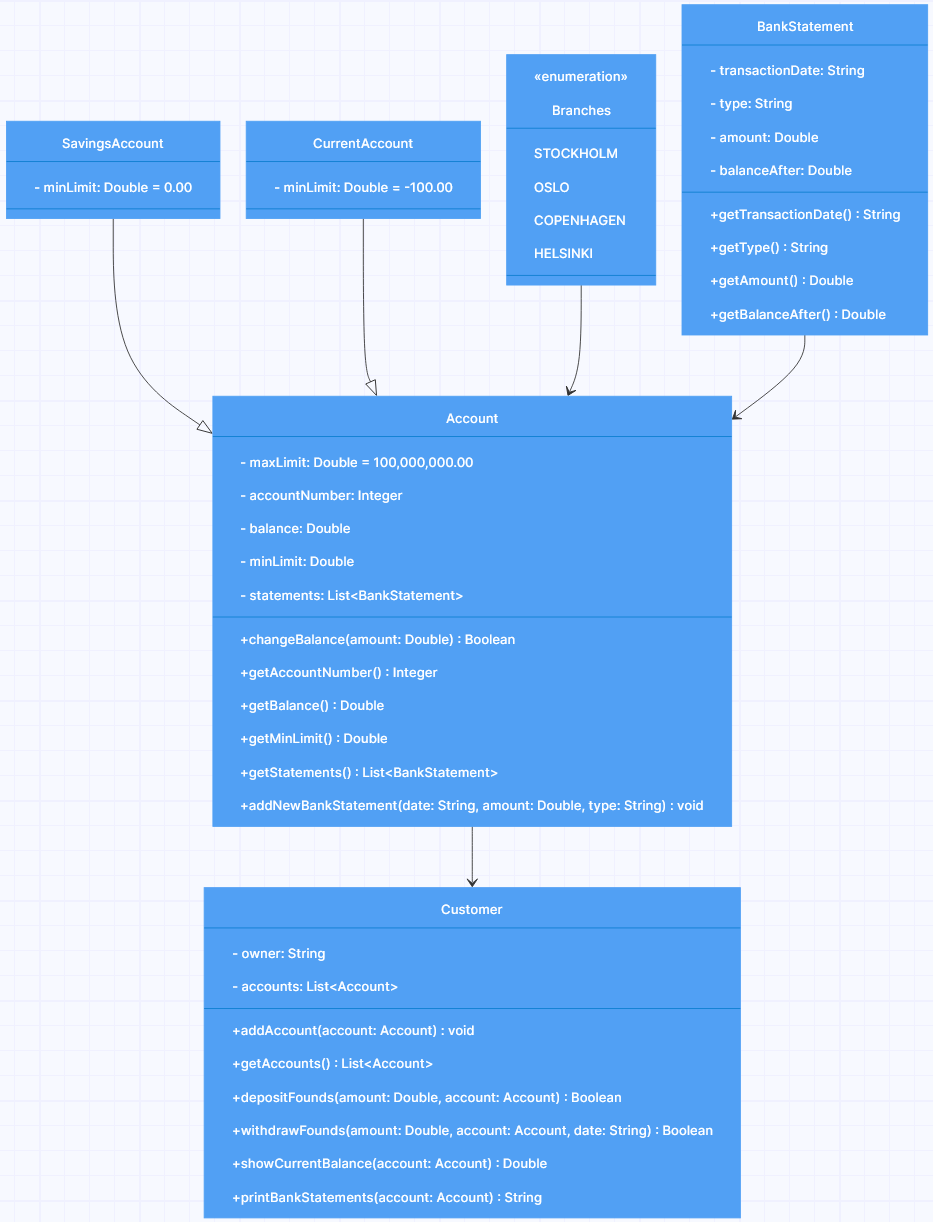 SavingsAccount
- minLimit: Double = 0.00
CurrentAccount
- minLimit: Double = -100.00
«enumeration»
Branches
STOCKHOLM
OSLO
COPENHAGEN
HELSINKI
BankStatement
- transactionDate: String
- type: String
- amount: Double
- balanceAfter: Double
+getTransactionDate() : String
+getType() : String
+getAmount() : Double
+getBalanceAfter() : Double
Account
- maxLimit: Double = 100,000,000.00
- accountNumber: Integer
- balance: Double
- minLimit: Double
- statements: List<BankStatement>
+changeBalance(amount: Double) : Boolean
+getAccountNumber() : Integer
+getBalance() : Double
+getMinLimit() : Double
+getStatements() : List<BankStatement>
+addNewBankStatement(date: String, amount: Double, type: String) : void
Customer
- owner: String
- accounts: List<Account>
+addAccount(account: Account) : void
+getAccounts() : List<Account>
+depositFounds(amount: Double, account: Account) : Boolean
+withdrawFounds(amount: Double, account: Account, date: String) : Boolean
+showCurrentBalance(account: Account) : Double
+printBankStatements(account: Account) : String